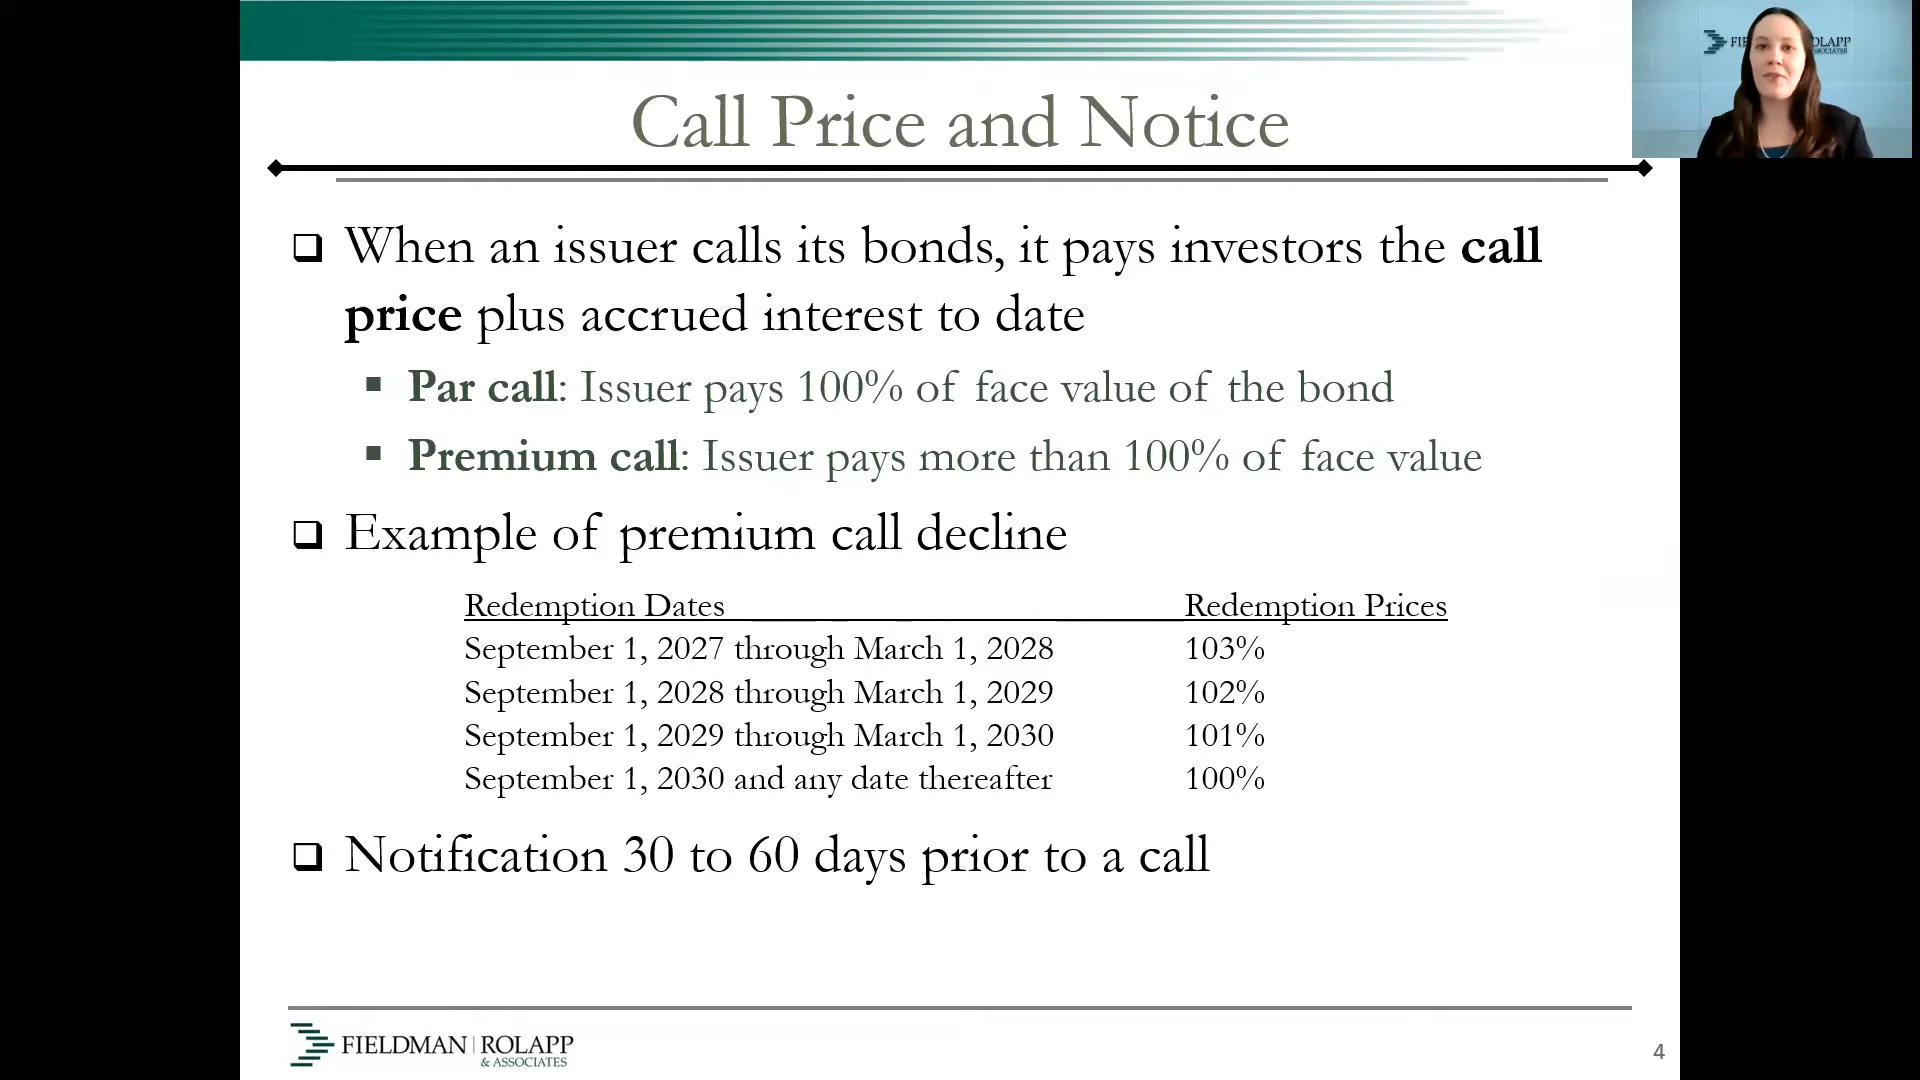 Call Price and Notice
When an issuer calls its bonds, it pays investors the call
price plus accrued interest to date
Par call: Issuer pays 100% of face value of the bond
Premium call: Issuer pays more than 100% of face value
Example of premium call decline
Redemption Dates Redemption Prices
September 1, 2027 through March 1, 2028 103%
September 1, 2028 through March 1, 2029 102%
September 1, 2029 through March 1, 2030 101%
September 1, 2030 and any date thereafter 100%
Notification 30 to 60 days prior to a call
FIELDMAN | ROLAPP
& ASSOCIATES
4